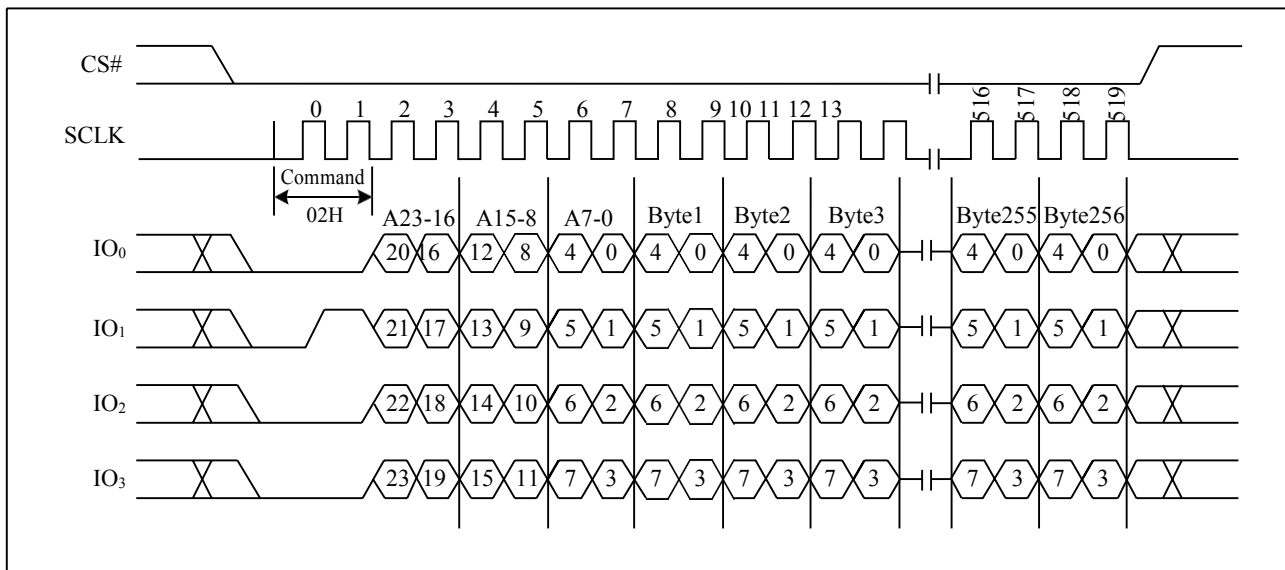 CS#
516 517 518 519
0 1 2 3 4 5 6 7 8 9 10 11 12 13
SCLK
Command
02H
A23-16 A15-8 A7-0 Byte1 Byte2 Byte3 Byte255 Byte256
IO₀ 20 16 12 8 4 0 4 0 4 0 4 0 4 0 4 0
IO₁ 21 17 13 9 5 1 5 1 5 1 5 1 5 1 5 1
IO₂ 22 18 14 10 6 2 6 2 6 2 6 2 6 2 6 2
IO₃ 23 19 15 11 7 3 7 3 7 3 7 3 7 3 7 3